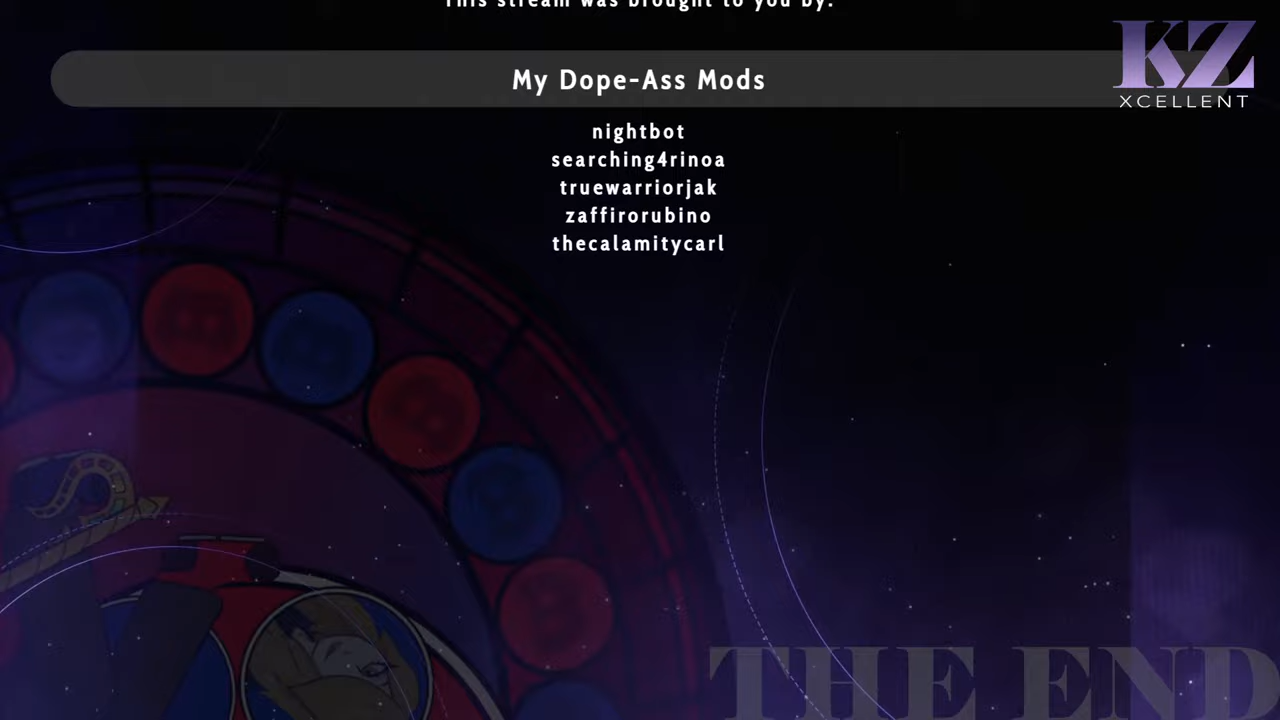 This stream was brought to you by:
My Dope-Ass Mods
KZ
XCELLENT
nightbot
searching4rinoa
truewarriorjak
zaffirorubino
thecalamitycarl
THE END